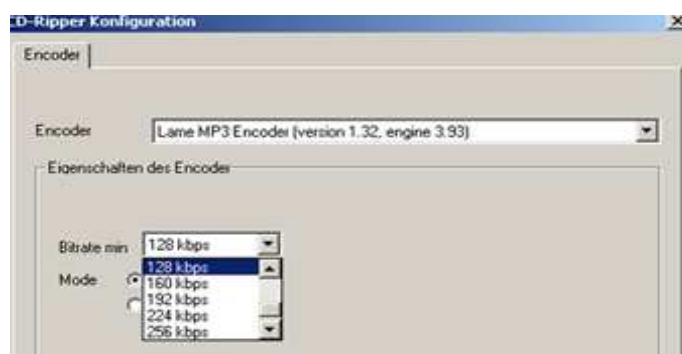 CD-Ripper Konfiguration
Encoder
Encoder Lame MP3 Encoder (version 1.32, engine 3.93)
Eigenschaften des Encoder
Bitrate min 128 kbps
128 kbps
Mode 160 kbps
192 kbps
224 kbps
256 kbps